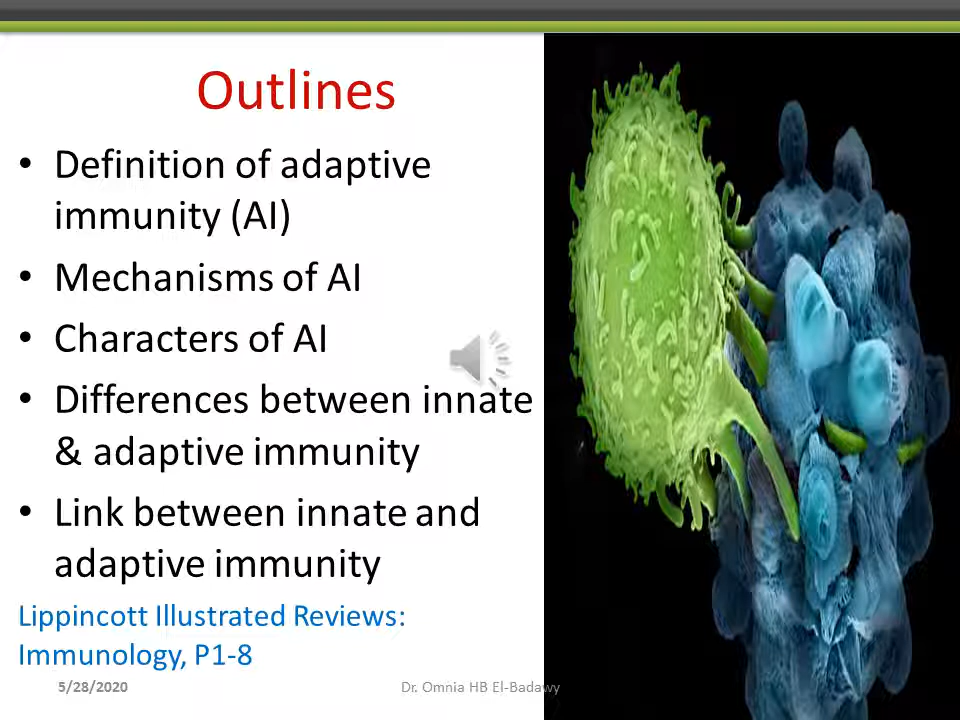 Outlines
• Definition of adaptive
immunity (AI)
• Mechanisms of AI
• Characters of AI
• Differences between innate
& adaptive immunity
• Link between innate and
adaptive immunity
Lippincott Illustrated Reviews:
Immunology, P1-8
5/28/2020
Dr. Omnia HB El-Badawy